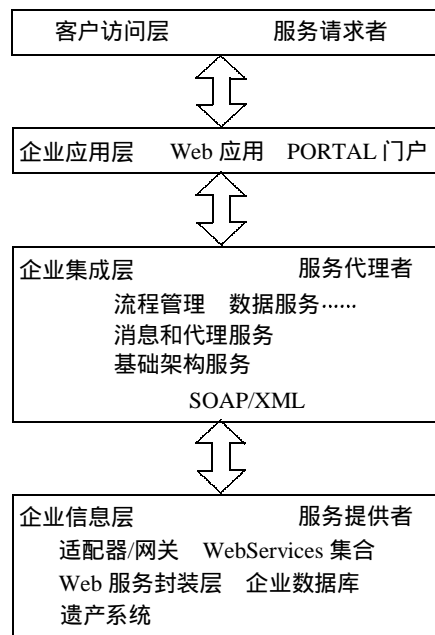 客户访问层 服务请求者
企业应用层 Web 应用 PORTAL 门户
企业集成层 服务代理者
流程管理 数据服务……
消息和代理服务
基础架构服务
SOAP/XML
企业信息层 服务提供者
适配器/网关 WebServices 集合
Web 服务封装层 企业数据库
遗产系统